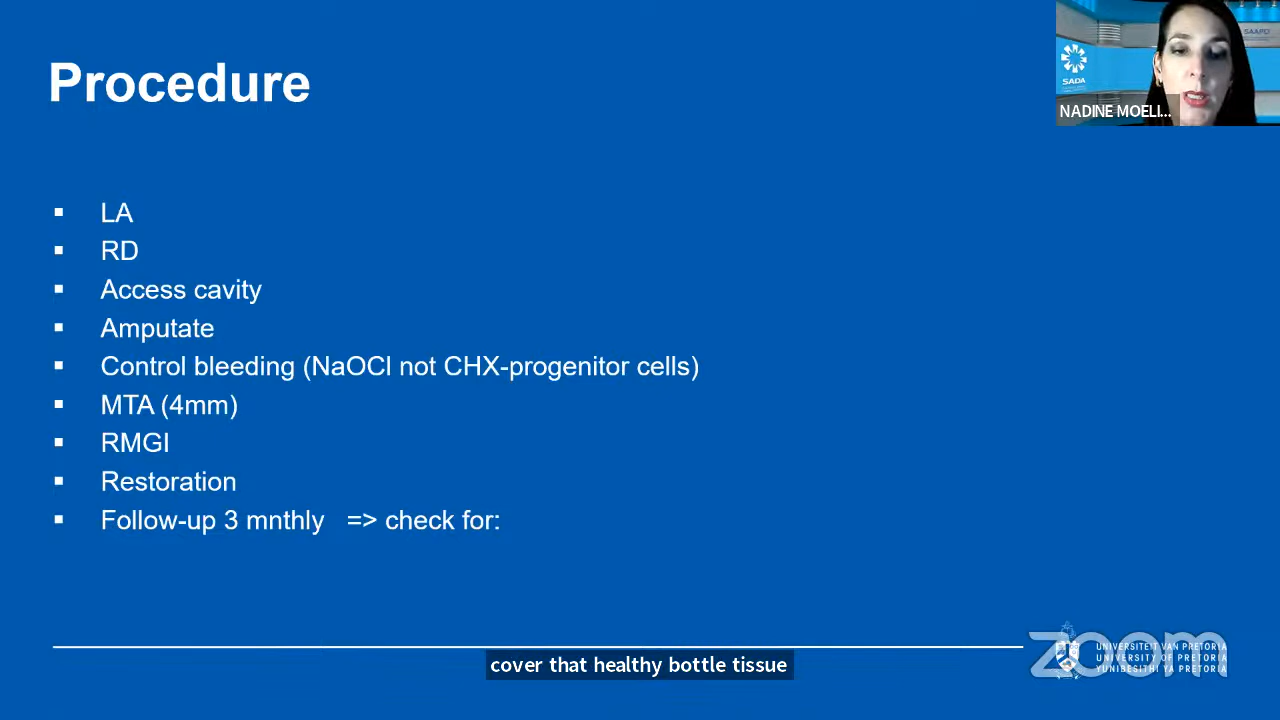 Procedure
SAAPD
SADA
NADINE MOELI...
▪ LA
▪ RD
▪ Access cavity
▪ Amputate
▪ Control bleeding (NaOCl not CHX-progenitor cells)
▪ MTA (4mm)
▪ RMGI
▪ Restoration
▪ Follow-up 3 mnthly => check for:
zoom
UNIVERSITEIT VAN PRETORIA
UNIVERSITY OF PRETORIA
YUNIBESITHI YA PRETORIA
cover that healthy bottle tissue